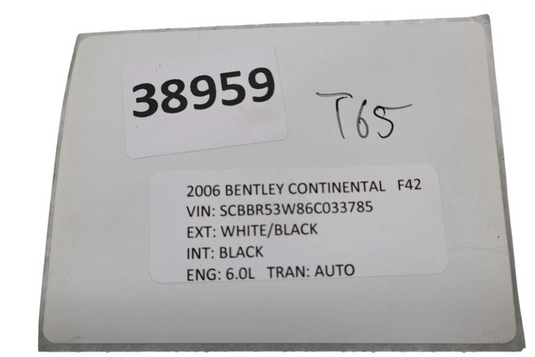 38959
T65
2006 BENTLEY CONTINENTAL F42
VIN: SCBBR53W86C033785
EXT: WHITE/BLACK
INT: BLACK
ENG: 6.0L TRAN: AUTO